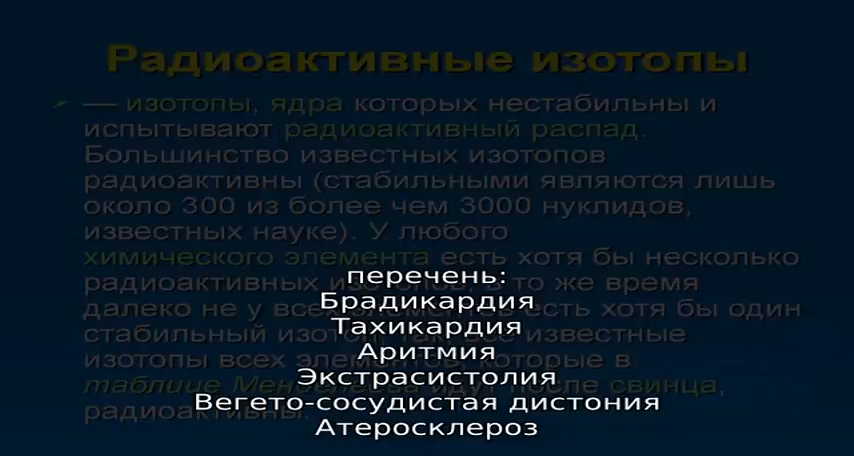 Радиоактивные изотопы
— изотопы, ядра которых нестабильны и
испытывают радиоактивный распад.
Большинство известных изотопов
радиоактивны (стабильными являются лишь
около 300 из более чем 3000 нуклидов,
известных науке). У любого
химического элемента есть хотя бы несколько
радиоактивных то же время
далеко не у всех есть хотя бы один
стабильный известные
изотопы всех элементов, которые в
таблице после свинца,
радиоактивны.
перечень:
Брадикардия
Тахикардия
Аритмия
Экстрасистолия
Вегето-сосудистая дистония
Атеросклероз